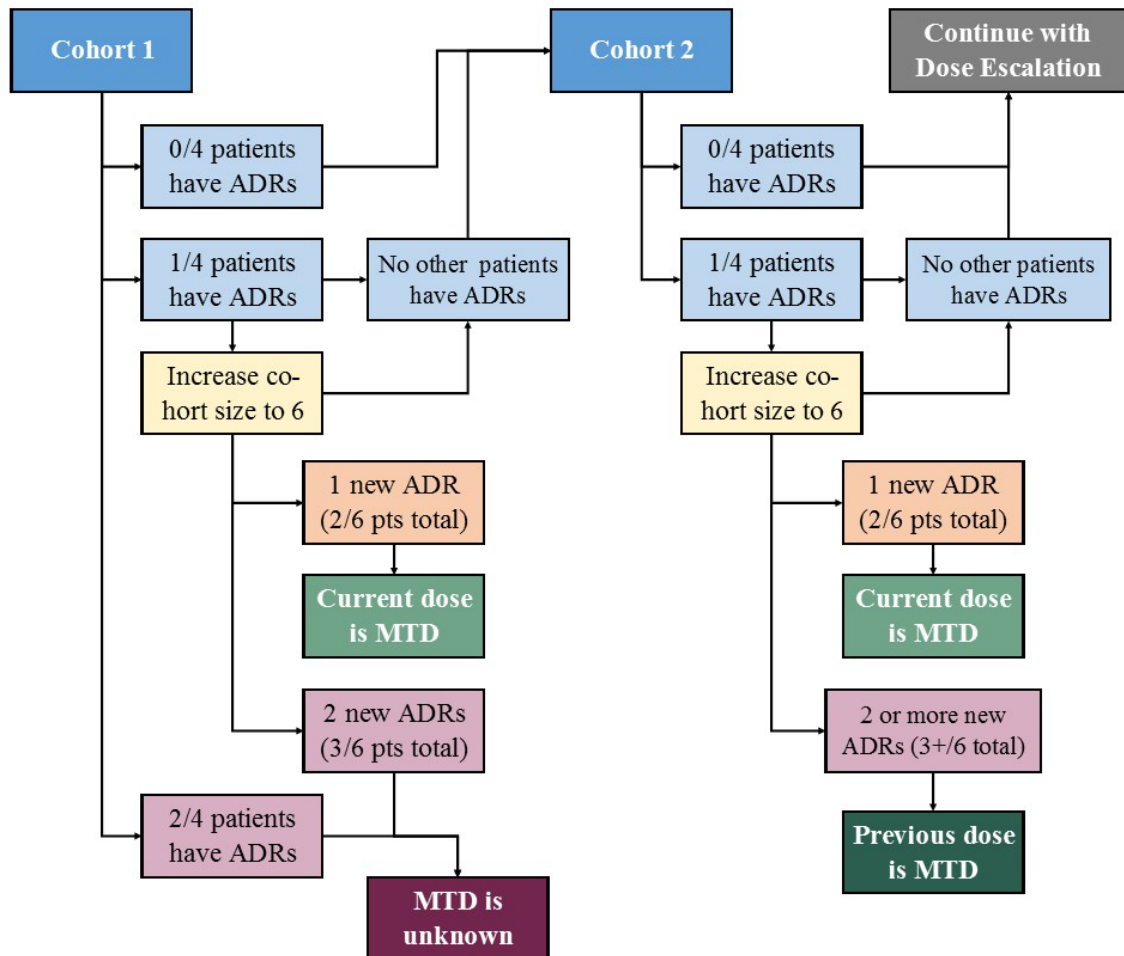 Cohort 1
0/4 patients
have ADRs
1/4 patients
have ADRs
No other patients
have ADRs
Increase co-
hort size to 6
1 new ADR
(2/6 pts total)
Current dose
is MTD
2 new ADRs
(3/6 pts total)
2/4 patients
have ADRs
MTD is
unknown
Cohort 2
0/4 patients
have ADRs
1/4 patients
have ADRs
No other patients
have ADRs
Increase co-
hort size to 6
1 new ADR
(2/6 pts total)
Current dose
is MTD
2 or more new
ADRs (3+/6 total)
Previous dose
is MTD
Continue with
Dose Escalation